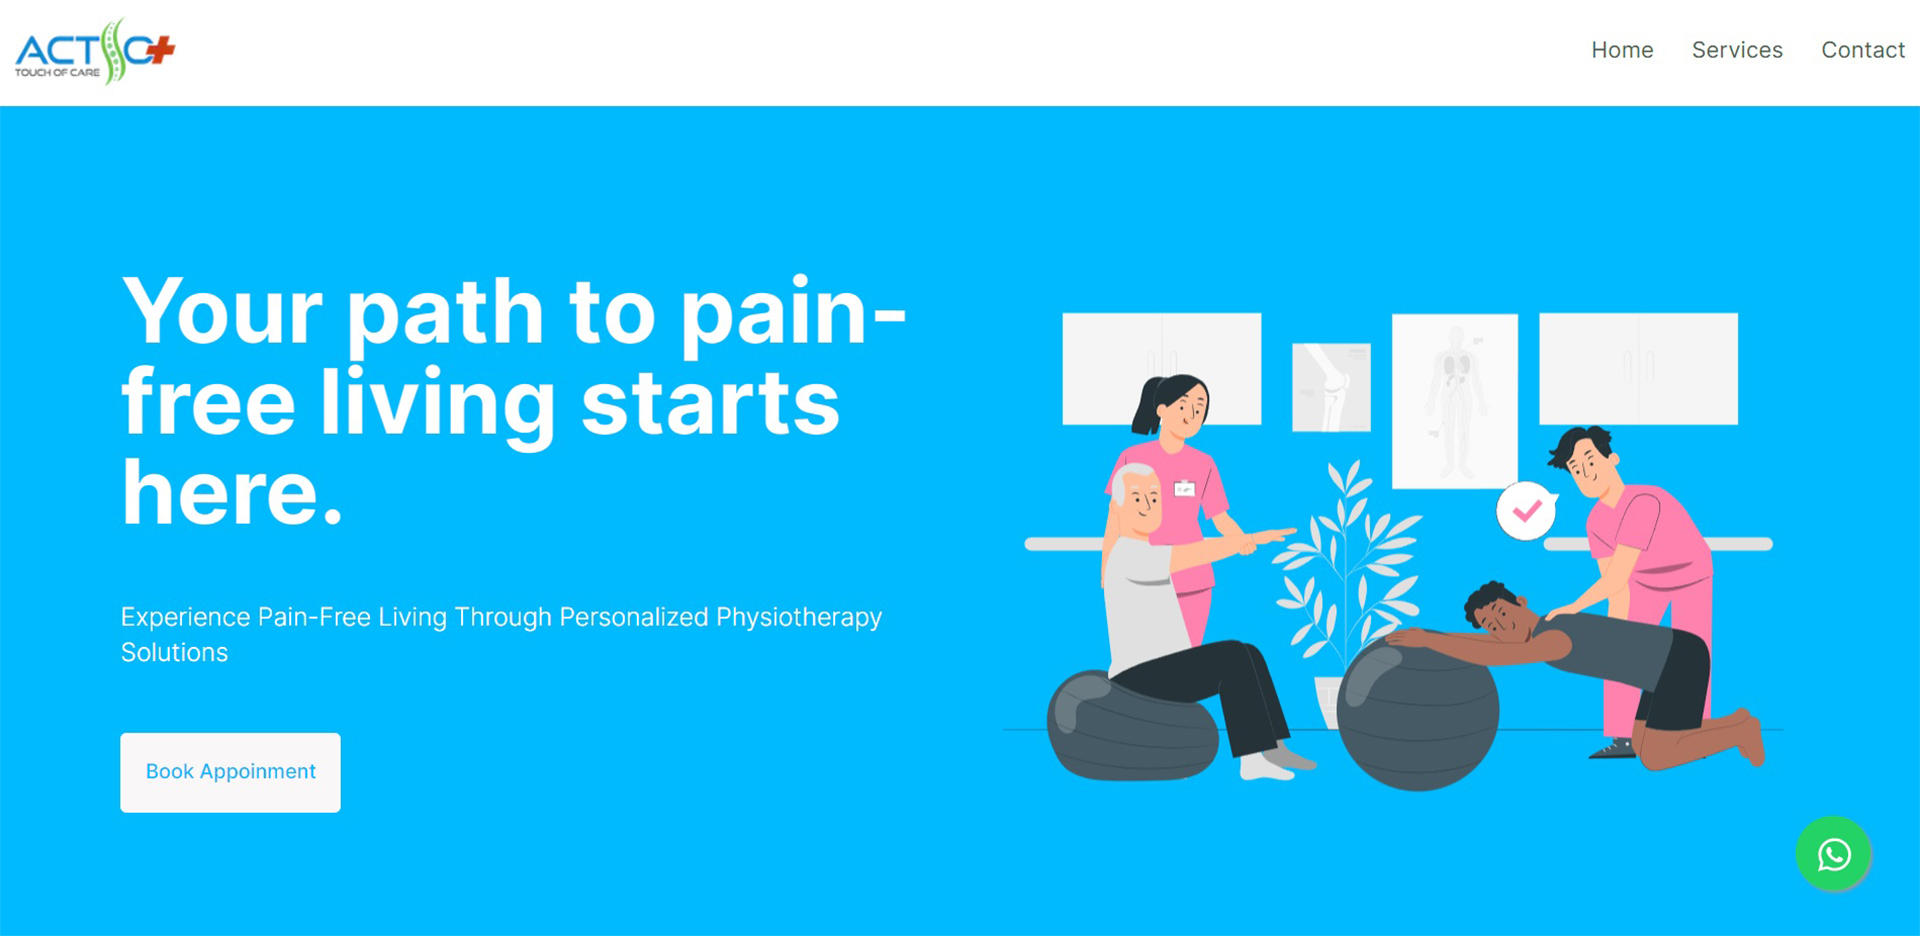 ACTISO+
TOUCH OF CARE
Home
Services
Contact
Your path to pain-
free living starts
here.
Experience Pain-Free Living Through Personalized Physiotherapy
Solutions
Book Appoinment